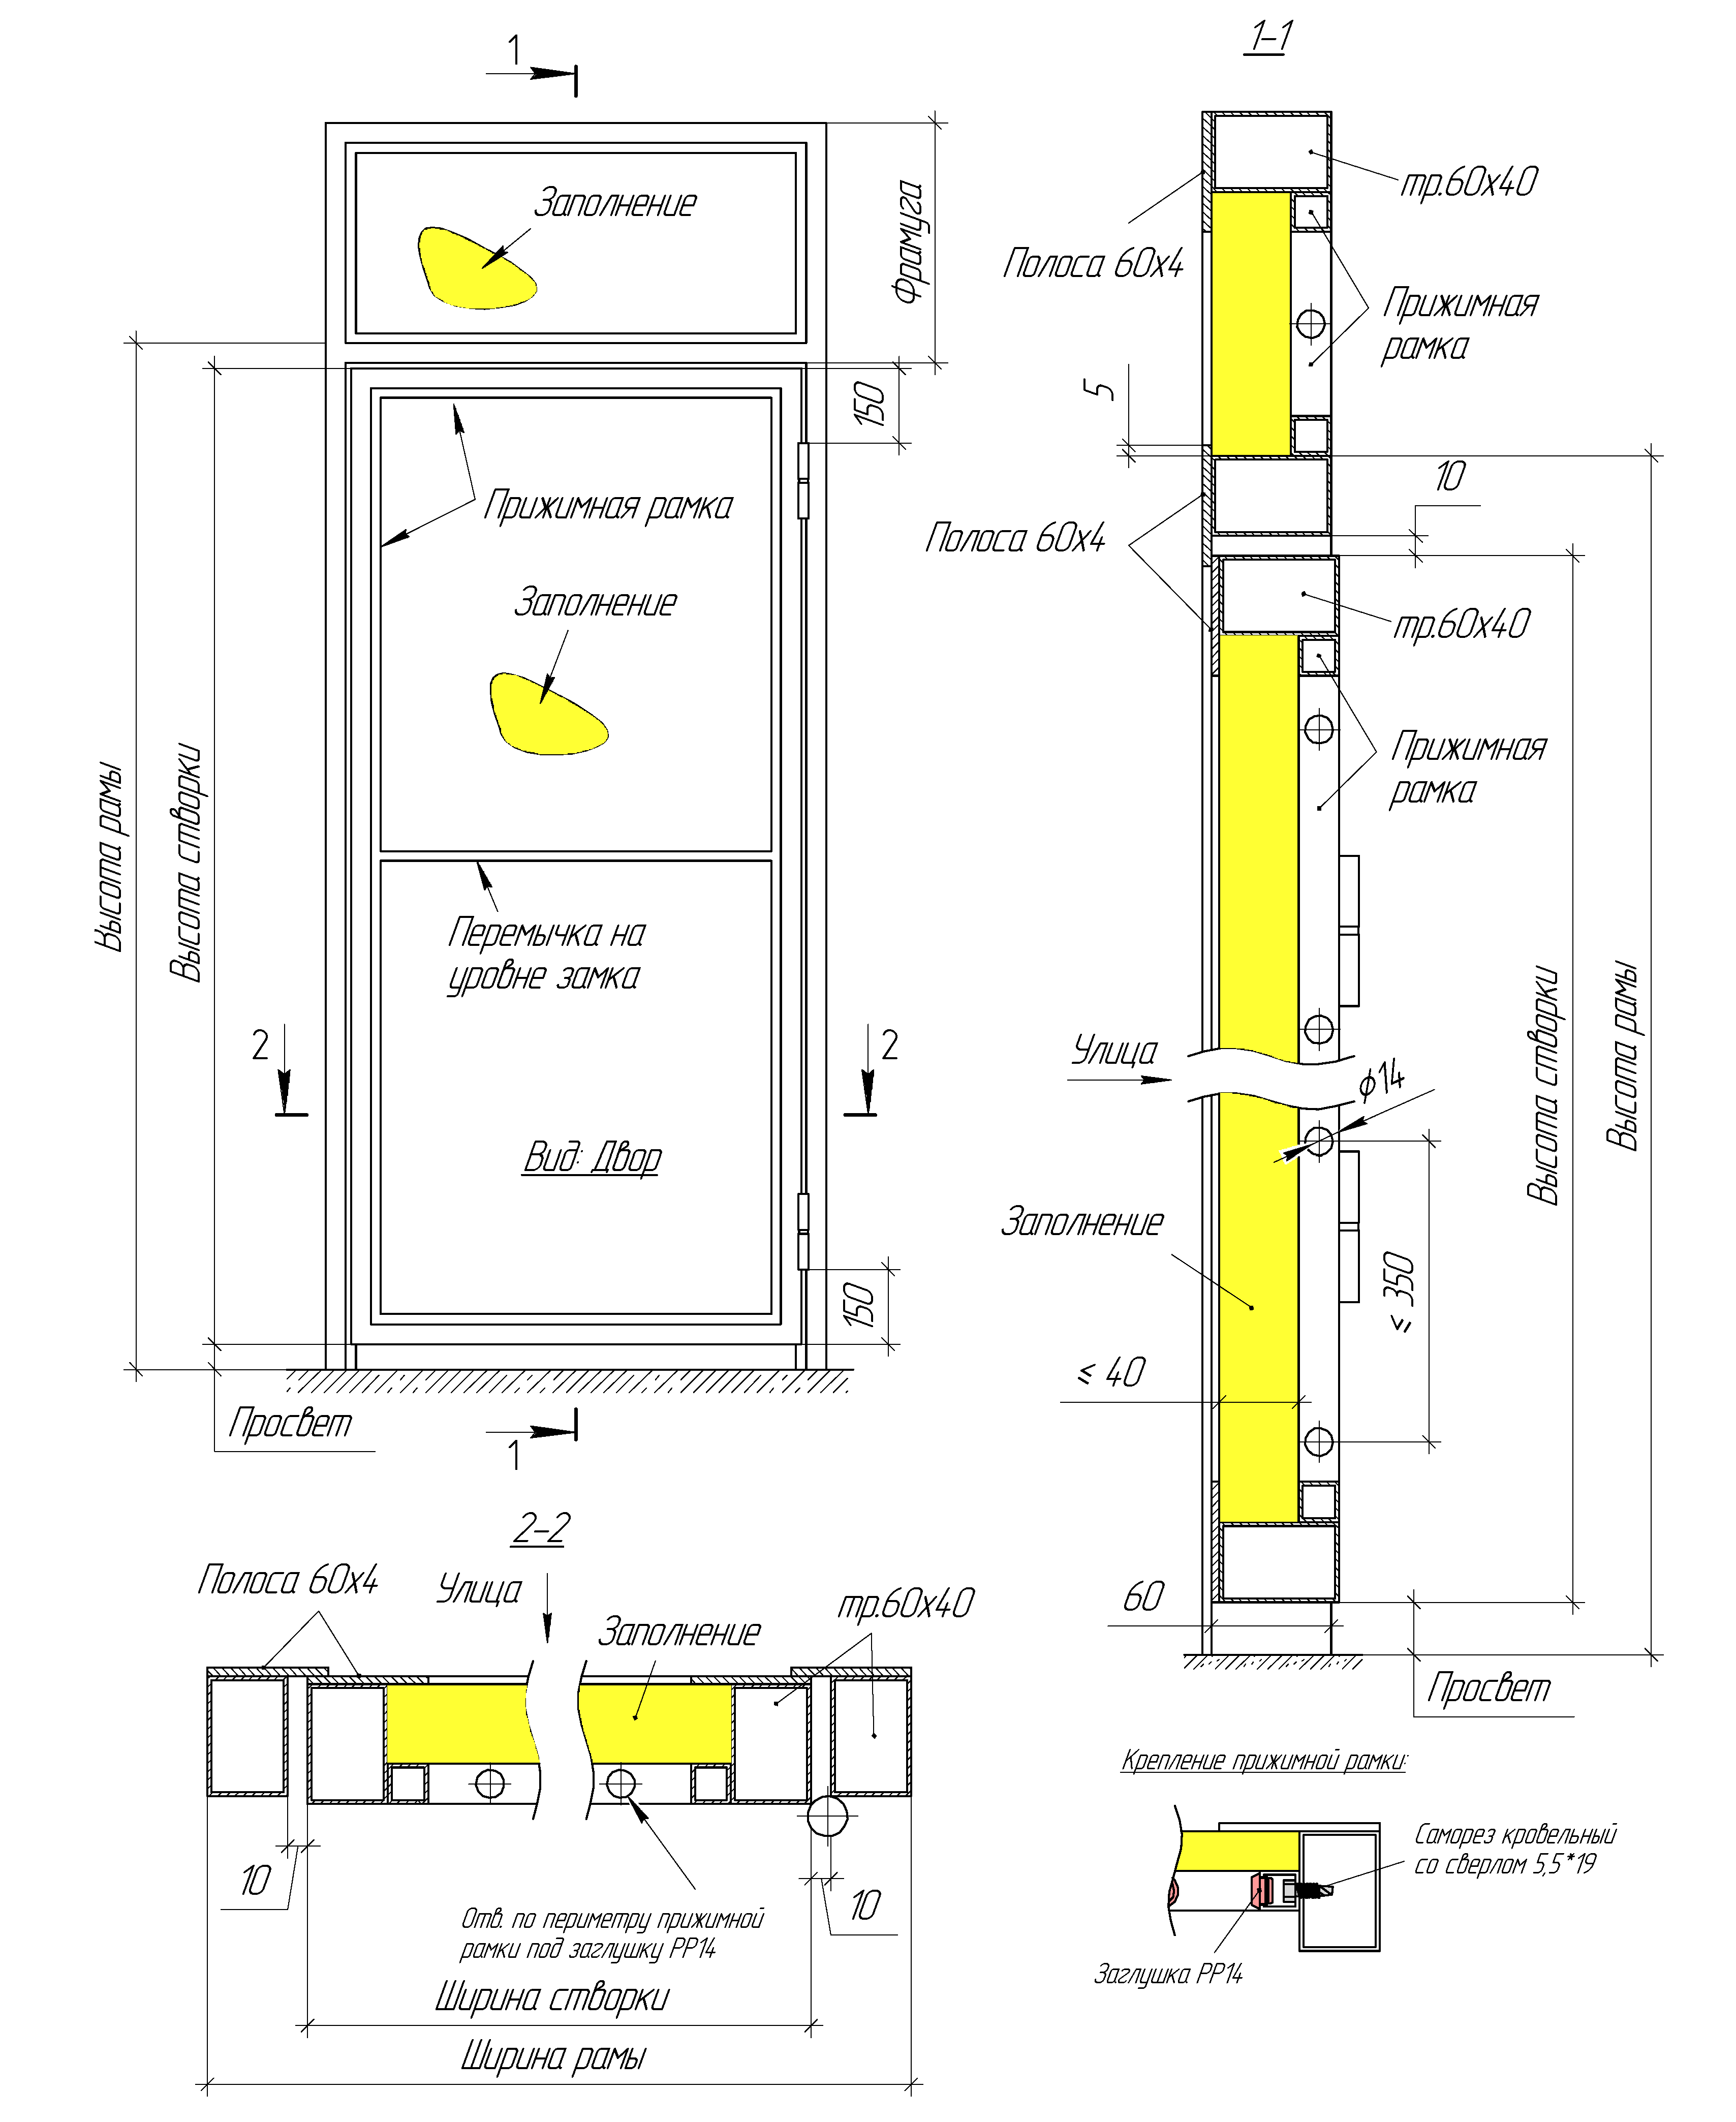 1
Заполнение
Фрамуга
150
Прижимная рамка
Заполнение
Высота рамы
Высота створки
Перемычка на
уровне замка
2
2
Вид: Двор
150
Просвет
1
1-1
тр.60х40
Полоса 60х4
Прижимная
рамка
5
10
Полоса 60х4
тр.60х40
Прижимная
рамка
Улица
ϕ14
Высота створки
Высота рамы
Заполнение
≤ 350
≤ 40
60
Просвет
2-2
Полоса 60х4
Улица
тр.60х40
Заполнение
10
10
Отв. по периметру прижимной
рамки под заглушку РР14
Ширина створки
Ширина рамы
Крепление прижимной рамки:
Саморез кровельный
со сверлом 5,5*19
Заглушка РР14